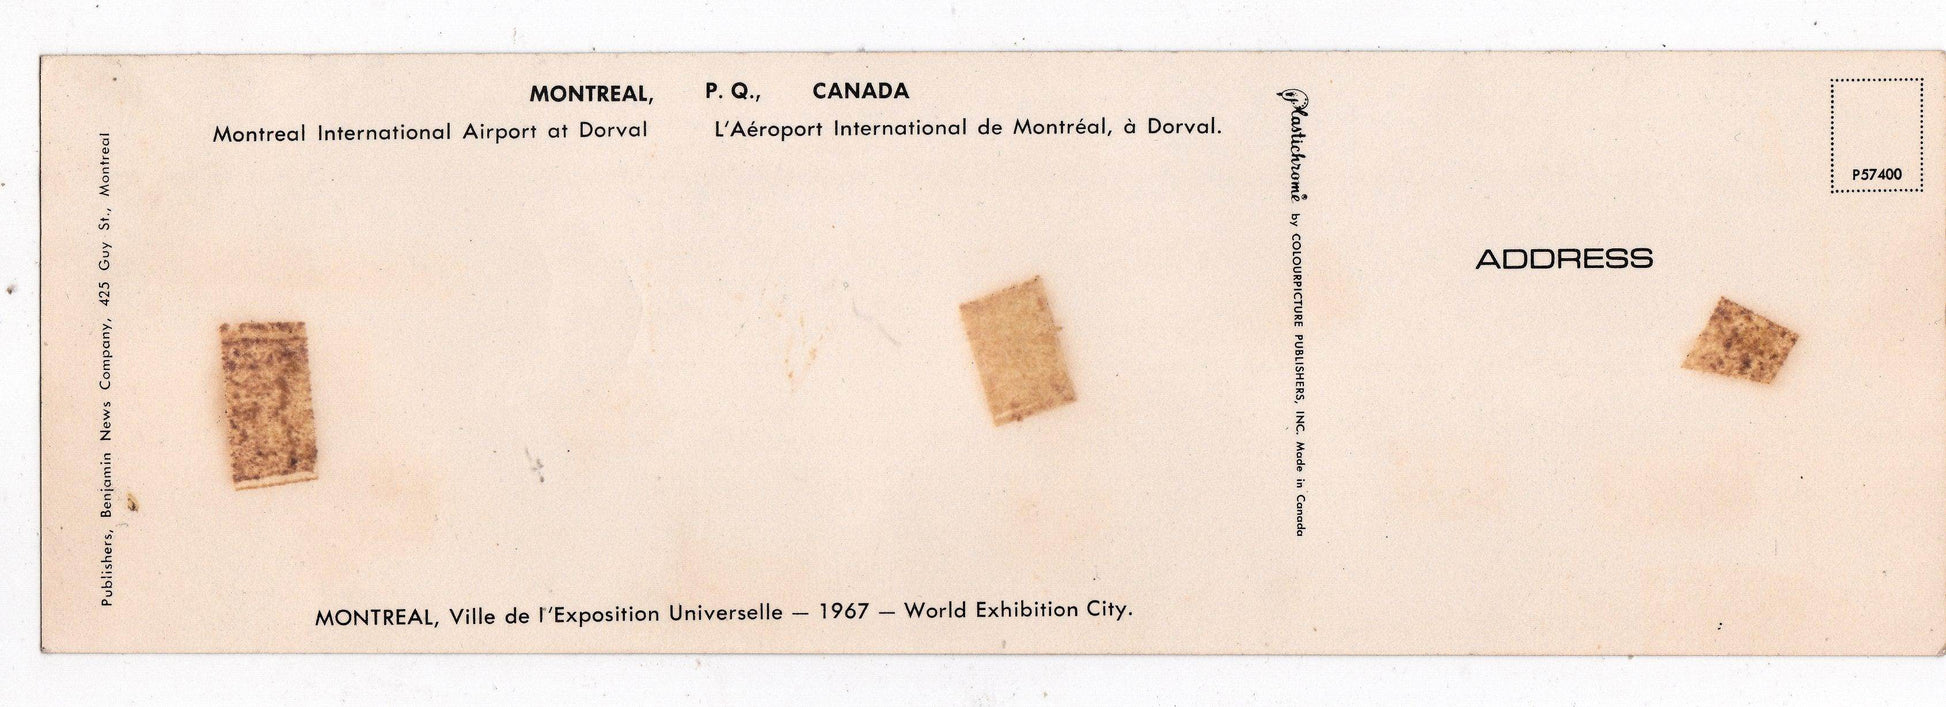 MONTREAL, P. Q., CANADA
Montreal International Airport at Dorval
L'Aéroport International de Montréal, à Dorval.
Publishers, Benjamin News Company, 425 Guy St., Montreal
MONTREAL, Ville de l'Exposition Universelle — 1967 — World Exhibition City.
Plastichrome® by COLOURPICTURE PUBLISHERS, INC. Made in Canada
P57400
ADDRESS